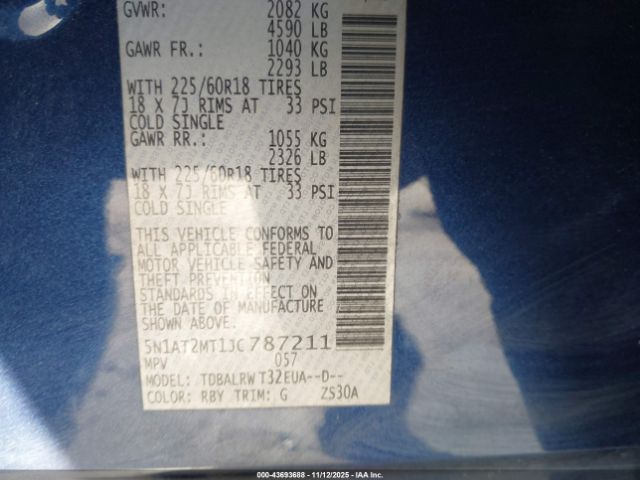 GVWR: 2082 KG
4590 LB
GAWR FR.: 1040 KG
2293 LB
WITH 225/60R18 TIRES
18 X 7J RIMS AT 33 PSI
COLD SINGLE
GAWR RR.: 1055 KG
2326 LB
WITH 225/60R18 TIRES
18 X 7J RIMS AT 33 PSI
COLD SINGLE
THIS VEHICLE CONFORMS TO
ALL APPLICABLE FEDERAL
MOTOR VEHICLE SAFETY AND
THEFT PREVENTION
STANDARDS IN EFFECT ON
THE DATE OF MANUFACTURE
SHOWN ABOVE.
5N1AT2MT1JC787211
MPV 057
MODEL: TDBALRWT32EUA--D--
COLOR: RBY TRIM: G ZS30A
000-43693688 - 11/12/2025 - IAA Inc.